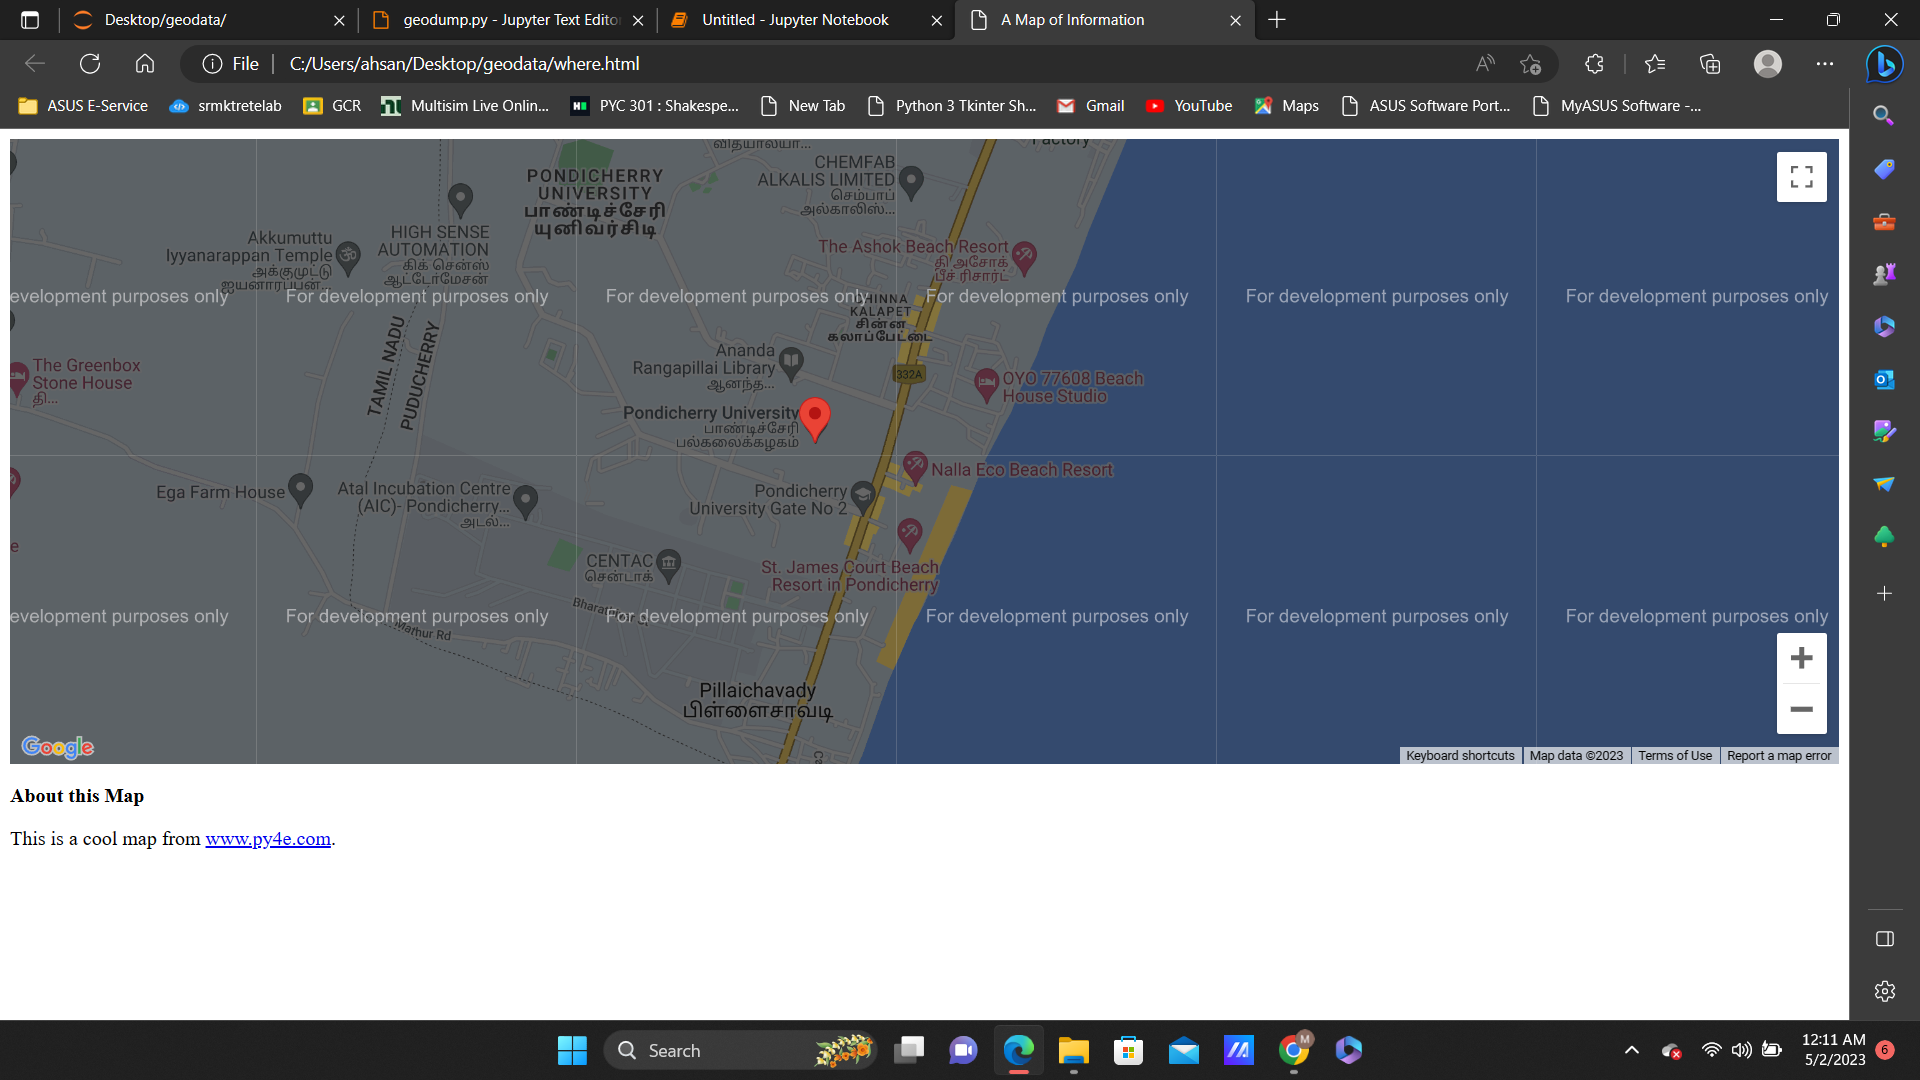 Desktop/geodata/
geodump.py - Jupyter Text Edito
Untitled - Jupyter Notebook
A Map of Information
File
C:/Users/ahsan/Desktop/geodata/where.html
ASUS E-Service
srmktretelab
GCR
Multisim Live Onlin...
PYC 301 : Shakespe...
New Tab
Python 3 Tkinter Sh...
Gmail
YouTube
Maps
ASUS Software Port...
MyASUS Software -...
Factory
CHEMFAB
ALKALIS LIMITED
செம்பாப்
அல்காலிஸ்...
PONDICHERRY
UNIVERSITY
பாண்டிச்சேரி
யுனிவர்சிடி
HIGH SENSE
AUTOMATION
கிக் சென்ஸ்
ஆட்டோமேசன்
Akkumuttu
Iyyanarappan Temple
அக்குமுட்டு
ஐயனாரப்பன்...
The Ashok Beach Resort
தி அசோக்
பீச் ரிசார்ட்
evelopment purposes only
For development purposes only
For development purposes only
For development purposes only
For development purposes only
For development purposes only
CHINNA
KALAPET
சின்ன
கலாப்பேட்டை
TAMIL NADU
PUDUCHERRY
The Greenbox
Stone House
தி...
Ananda
Rangapillai Library
ஆனந்த...
332A
OYO 77608 Beach
House Studio
Pondicherry University
பாண்டிச்சேரி
பல்கலைக்கழகம்
Nalla Eco Beach Resort
Ega Farm House
Atal Incubation Centre
(AIC)- Pondicherry...
அடல்...
Pondicherry
University Gate No 2
e
CENTAC
சென்டாக்
St. James Court Beach
Resort in Pondicherry
evelopment purposes only
For development purposes only
For development purposes only
For development purposes only
For development purposes only
For development purposes only
Mathur Rd
Pillaichavady
பிள்ளைசாவடி
Google
Keyboard shortcuts
Map data ©2023
Terms of Use
Report a map error
About this Map
This is a cool map from www.py4e.com.
Search
M
12:11 AM
5/2/2023
6